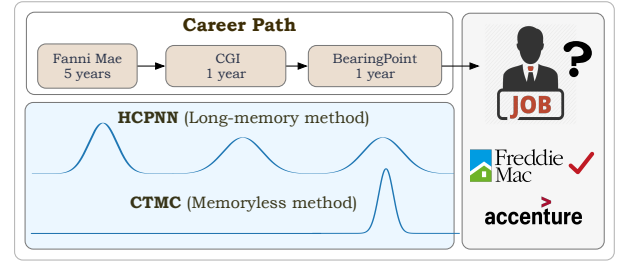 Career Path
Fanni Mae
5 years
CGI
1 year
BearingPoint
1 year
?
JOB
HCPNN (Long-memory method)
CTMC (Memoryless method)
Freddie
Mac
>
accenture